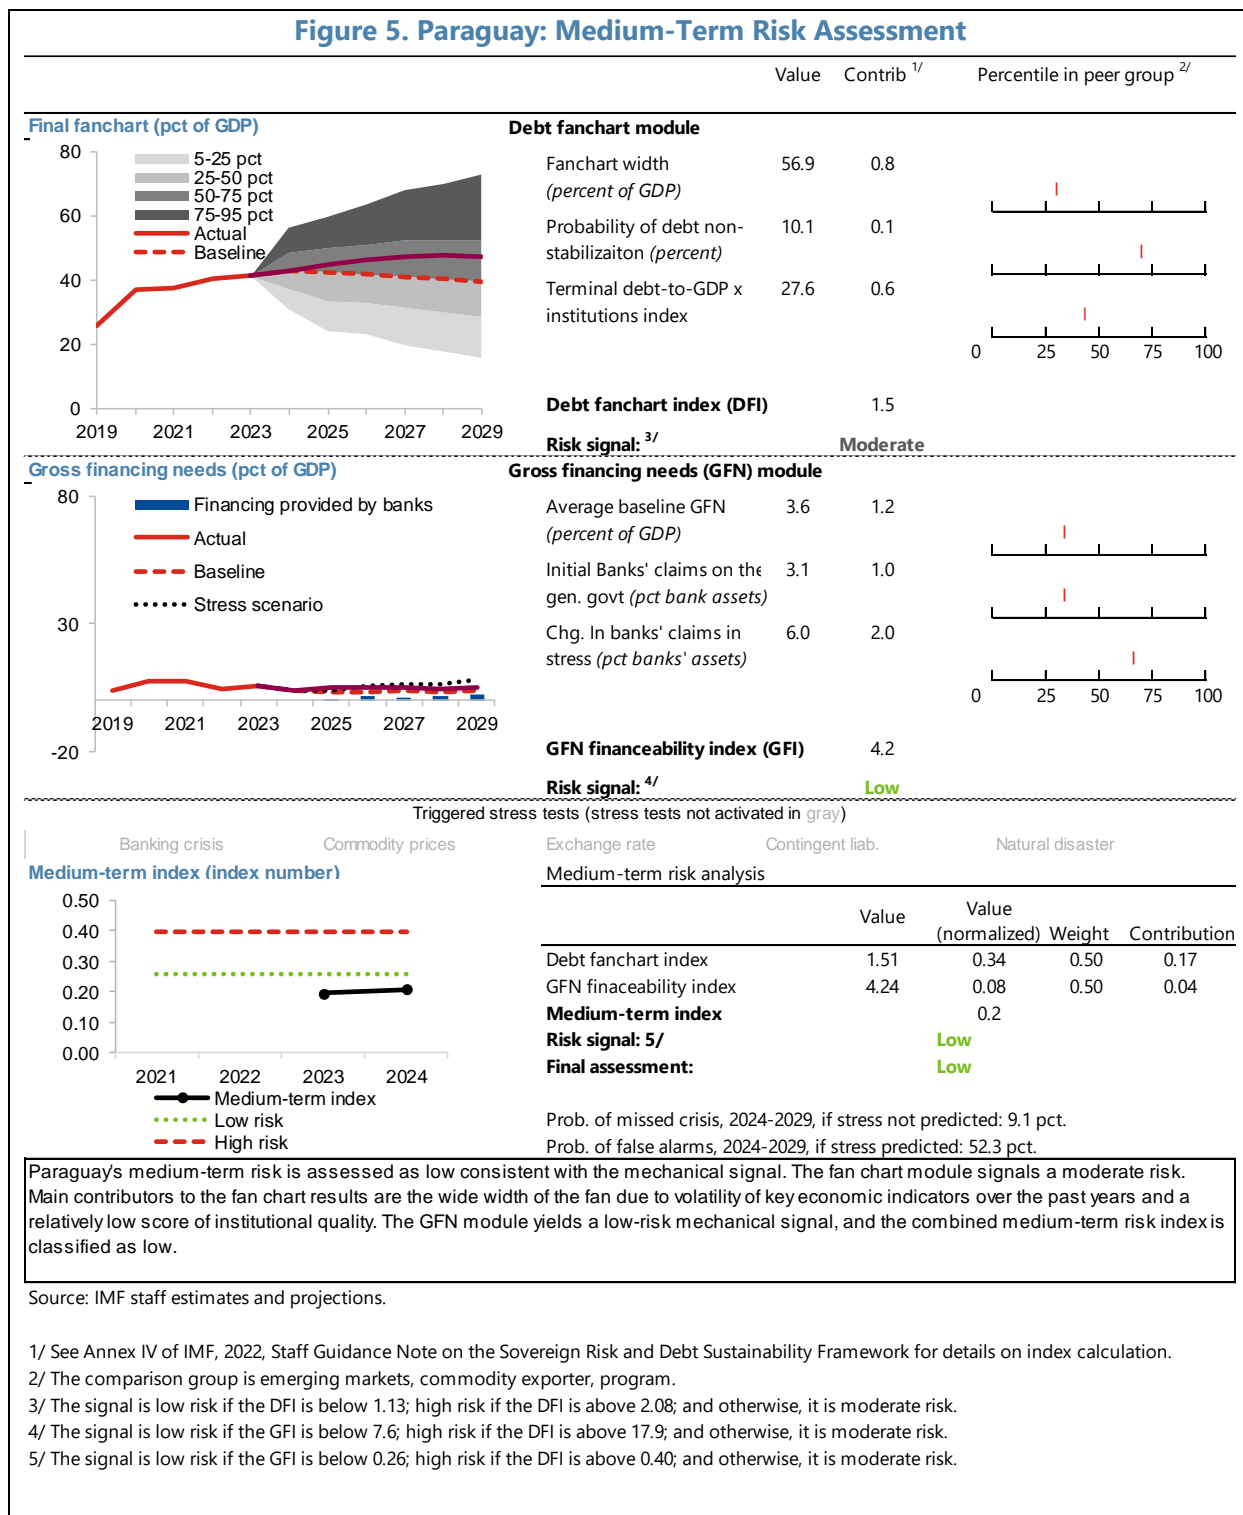 Figure 5. Paraguay: Medium-Term Risk Assessment
Value Contrib 1/ Percentile in peer group 2/
Final fanchart (pct of GDP)
80
60
40
20
0
5-25 pct
25-50 pct
50-75 pct
75-95 pct
Actual
Baseline
2019 2021 2023 2025 2027 2029
Debt fanchart module
Fanchart width 56.9 0.8
(percent of GDP)
Probability of debt non- 10.1 0.1
stabilizaiton (percent)
Terminal debt-to-GDP x 27.6 0.6
institutions index
0 25 50 75 100
Debt fanchart index (DFI) 1.5
Risk signal: 3/ Moderate
Gross financing needs (pct of GDP)
80
30
-20
Financing provided by banks
Actual
Baseline
Stress scenario
2019 2021 2023 2025 2027 2029
Gross financing needs (GFN) module
Average baseline GFN 3.6 1.2
(percent of GDP)
Initial Banks' claims on the 3.1 1.0
gen. govt (pct bank assets)
Chg. In banks' claims in 6.0 2.0
stress (pct banks' assets)
0 25 50 75 100
GFN financeability index (GFI) 4.2
Risk signal: 4/ Low
Triggered stress tests (stress tests not activated in gray)
Banking crisis Commodity prices Exchange rate Contingent liab. Natural disaster
Medium-term index (index number)
0.50
0.40
0.30
0.20
0.10
0.00
2021 2022 2023 2024
Medium-term index
Low risk
High risk
Medium-term risk analysis
Value Value
(normalized) Weight Contribution
Debt fanchart index 1.51 0.34 0.50 0.17
GFN finaceability index 4.24 0.08 0.50 0.04
Medium-term index 0.2
Risk signal: 5/ Low
Final assessment: Low
Prob. of missed crisis, 2024-2029, if stress not predicted: 9.1 pct.
Prob. of false alarms, 2024-2029, if stress predicted: 52.3 pct.
Paraguay's medium-term risk is assessed as low consistent with the mechanical signal. The fan chart module signals a moderate risk.
Main contributors to the fan chart results are the wide width of the fan due to volatility of key economic indicators over the past years and a
relatively low score of institutional quality. The GFN module yields a low-risk mechanical signal, and the combined medium-term risk index is
classified as low.
Source: IMF staff estimates and projections.
1/ See Annex IV of IMF, 2022, Staff Guidance Note on the Sovereign Risk and Debt Sustainability Framework for details on index calculation.
2/ The comparison group is emerging markets, commodity exporter, program.
3/ The signal is low risk if the DFI is below 1.13; high risk if the DFI is above 2.08; and otherwise, it is moderate risk.
4/ The signal is low risk if the GFI is below 7.6; high risk if the DFI is above 17.9; and otherwise, it is moderate risk.
5/ The signal is low risk if the GFI is below 0.26; high risk if the DFI is above 0.40; and otherwise, it is moderate risk.